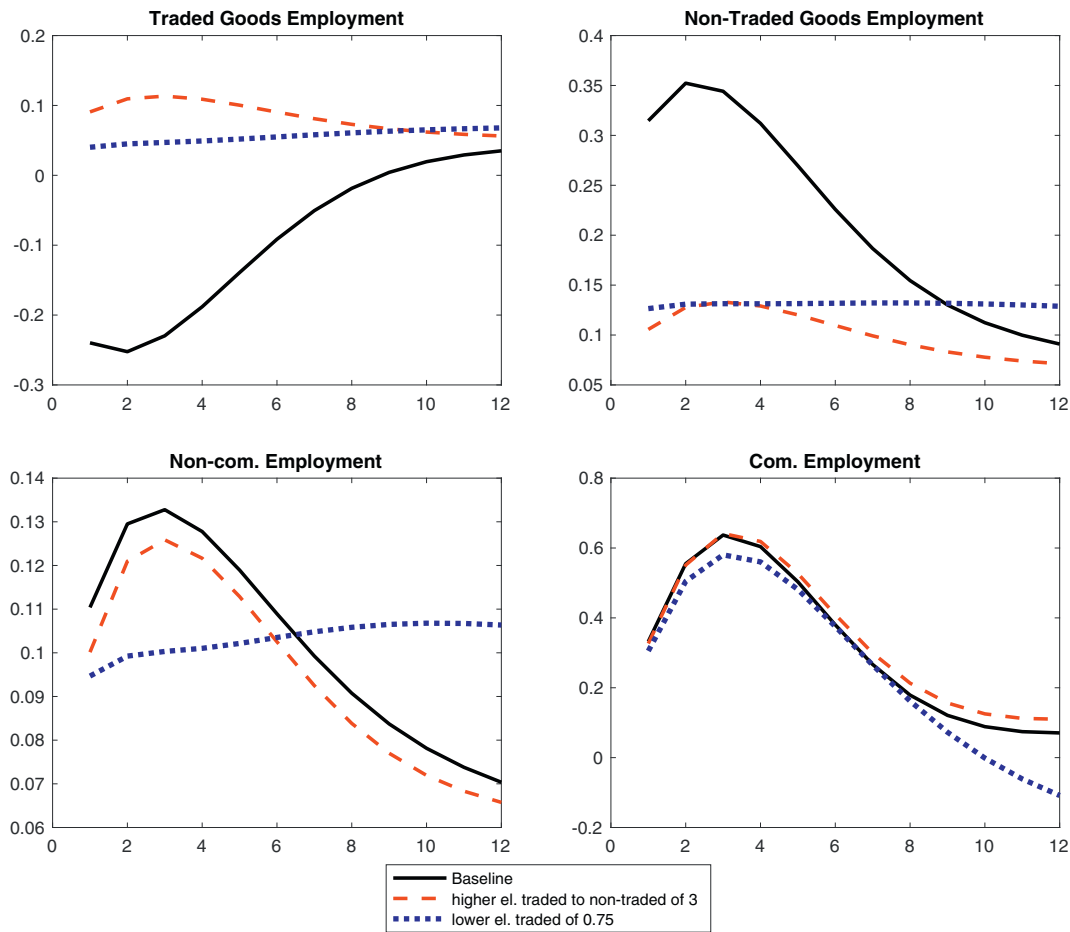 Traded Goods Employment
0.2
0.1
0
-0.1
-0.2
-0.3
0 2 4 6 8 10 12
Non-Traded Goods Employment
0.4
0.35
0.3
0.25
0.2
0.15
0.1
0.05
0 2 4 6 8 10 12
Non-com. Employment
0.14
0.13
0.12
0.11
0.1
0.09
0.08
0.07
0.06
0 2 4 6 8 10 12
Com. Employment
0.8
0.6
0.4
0.2
0
-0.2
0 2 4 6 8 10 12
Baseline
higher el. traded to non-traded of 3
lower el. traded of 0.75